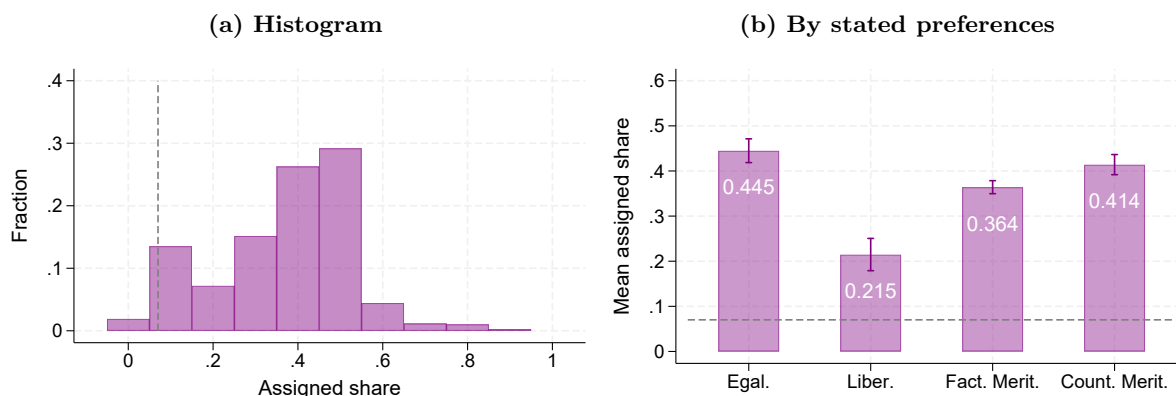 (a) Histogram
.4
.3
.2
.1
0
Fraction
0 .2 .4 .6 .8 1
Assigned share
(b) By stated preferences
.6
.5
.4
.3
.2
.1
0
Mean assigned share
0.445
0.215
0.364
0.414
Egal. Liber. Fact. Merit. Count. Merit.